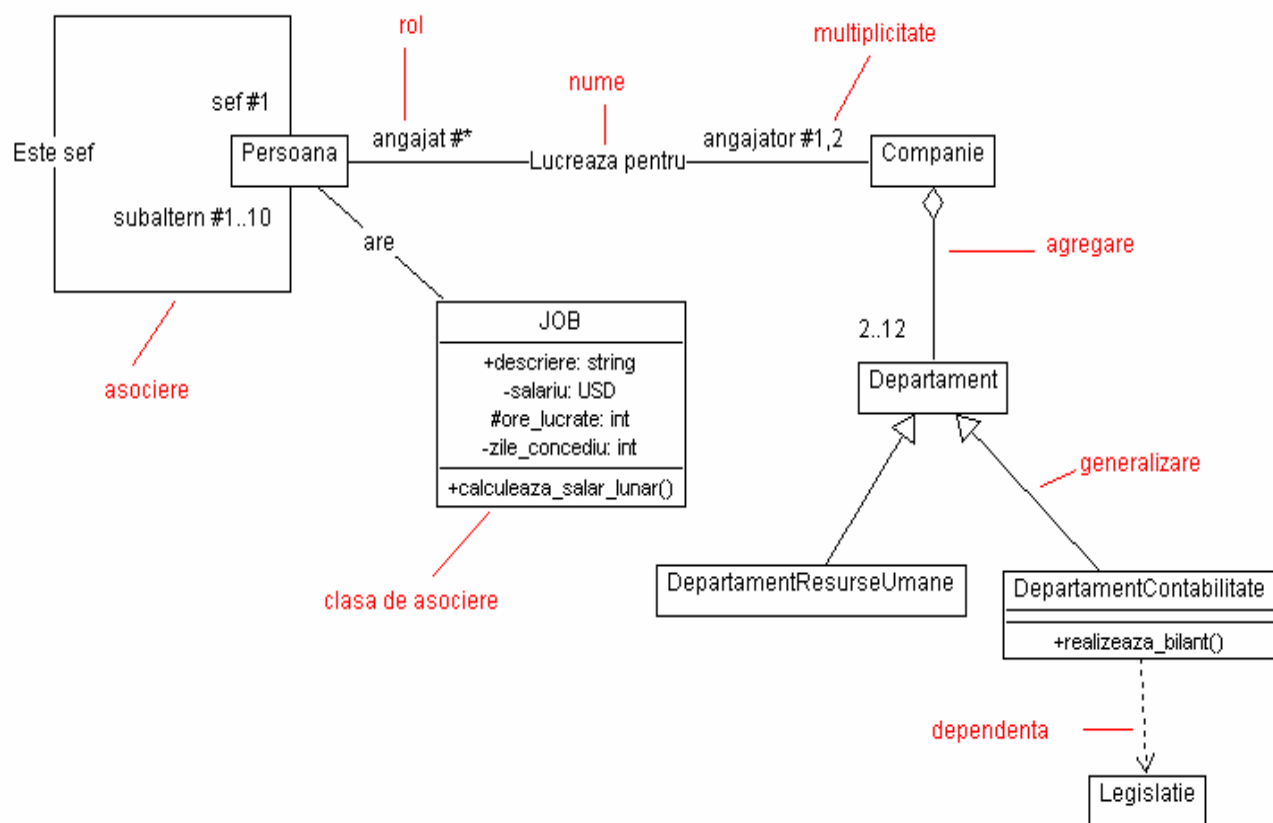 rol
multiplicitate
nume
sef #1
angajat #*
angajator #1,2
Este sef
Persoana
Lucreaza pentru
Companie
subaltern #1..10
are
agregare
JOB
2..12
+descriere: string
-salariu: USD
#ore_lucrate: int
-zile_concediu: int
+calculeaza_salar_lunar()
asociere
Departament
generalizare
clasa de asociere
DepartamentResurseUmane
DepartamentContabilitate
+realizeaza_bilant()
dependenta
Legislatie